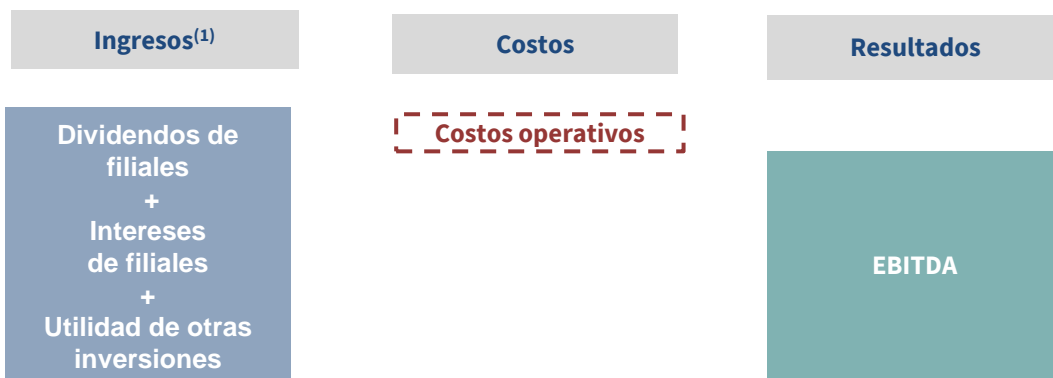 Ingresos(1)
Costos
Resultados
Dividendos de
filiales
+
Intereses
de filiales
+
Utilidad de otras
inversiones
Costos operativos
EBITDA